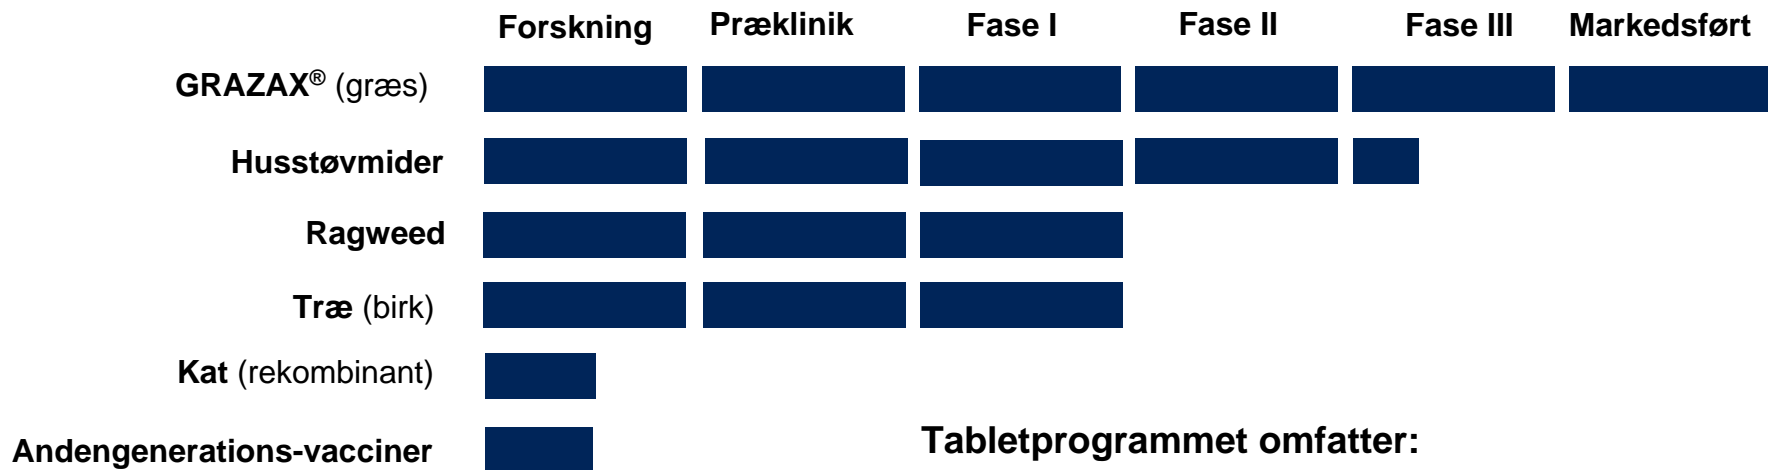 Forskning Præklinik Fase I Fase II Fase III Markedsført
GRAZAX® (græs)
Husstøvmider
Ragweed
Træ (birk)
Kat (rekombinant)
Andengenerations-vacciner
Tabletprogrammet omfatter: